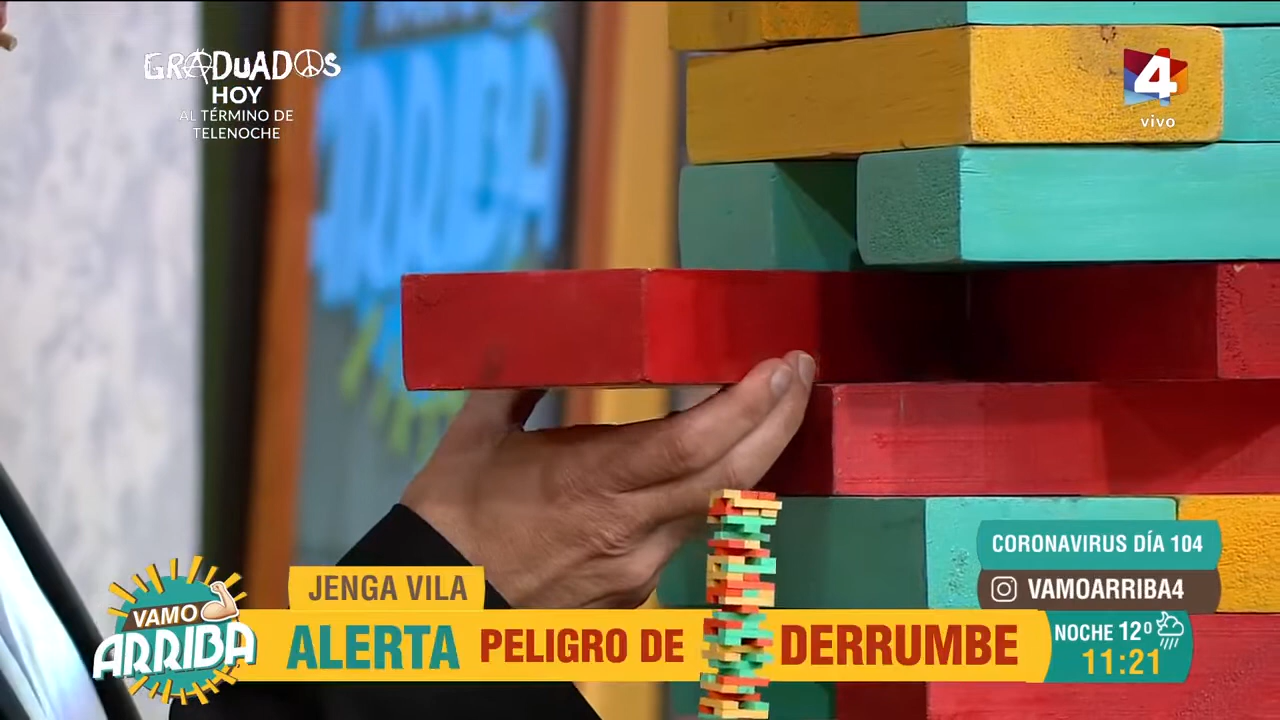 GRADUADOS
HOY
AL TÉRMINO DE
TELENOCHE
4
vivo
ARRIBA
CORONAVIRUS DÍA 104
VAMOARRIBA4
JENGA VILA
VAMO
ARRIBA
ALERTA PELIGRO DE DERRUMBE
NOCHE 12º
11:21